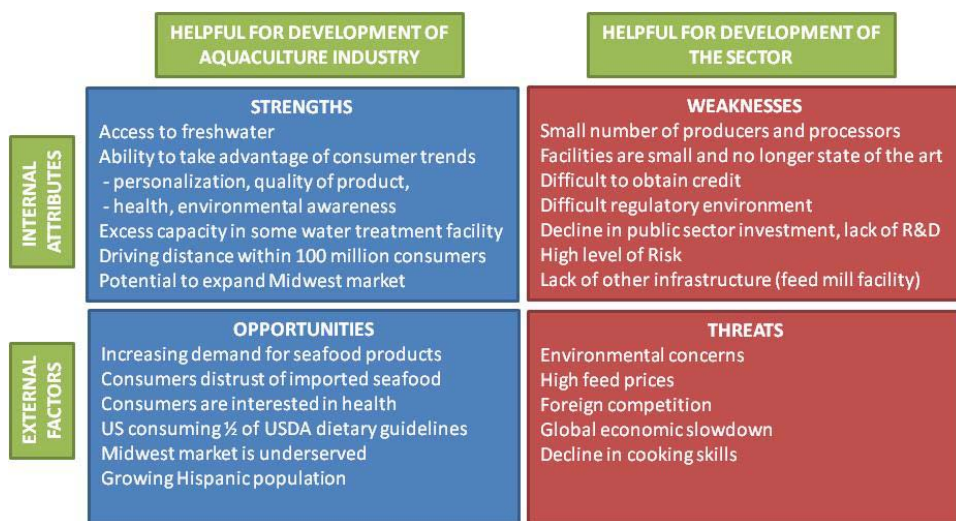 HELPFUL FOR DEVELOPMENT OF
AQUACULTURE INDUSTRY
HELPFUL FOR DEVELOPMENT OF
THE SECTOR
INTERNAL
ATTRIBUTES
STRENGTHS
Access to freshwater
Ability to take advantage of consumer trends
- personalization, quality of product,
- health, environmental awareness
Excess capacity in some water treatment facility
Driving distance within 100 million consumers
Potential to expand Midwest market
WEAKNESSES
Small number of producers and processors
Facilities are small and no longer state of the art
Difficult to obtain credit
Difficult regulatory environment
Decline in public sector investment, lack of R&D
High level of Risk
Lack of other infrastructure (feed mill facility)
EXTERNAL
FACTORS
OPPORTUNITIES
Increasing demand for seafood products
Consumers distrust of imported seafood
Consumers are interested in health
US consuming ½ of USDA dietary guidelines
Midwest market is underserved
Growing Hispanic population
THREATS
Environmental concerns
High feed prices
Foreign competition
Global economic slowdown
Decline in cooking skills